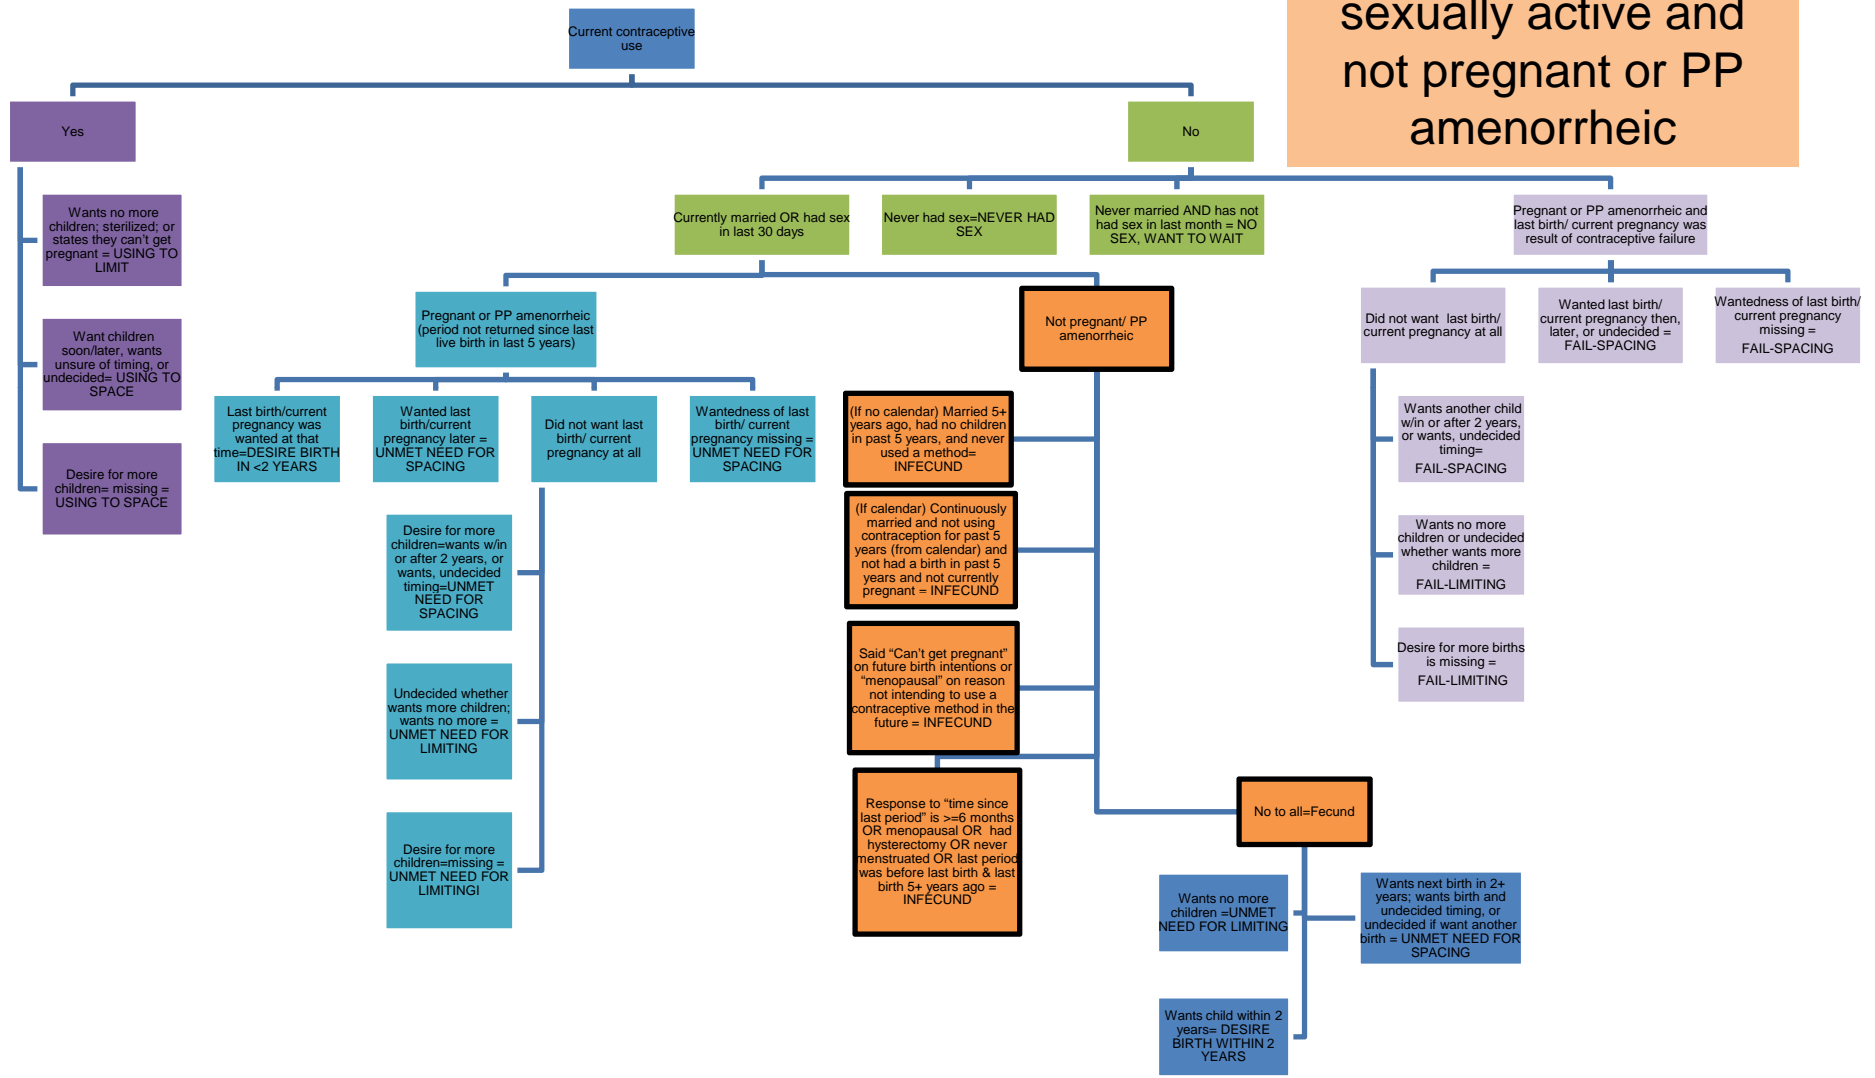 sexually active and
not pregnant or PP
amenorrheic
Current contraceptive
use
Yes
No
Wants no more
children; sterilized; or
states they can't get
pregnant = USING TO
LIMIT
Want children
soon/later, wants
unsure of timing, or
undecided= USING TO
SPACE
Desire for more
children= missing =
USING TO SPACE
Currently married OR had sex
in last 30 days
Never had sex=NEVER HAD
SEX
Never married AND has not
had sex in last month = NO
SEX, WANT TO WAIT
Pregnant or PP amenorrheic and
last birth/ current pregnancy was
result of contraceptive failure
Pregnant or PP amenorrheic
(period not returned since last
live birth in last 5 years)
Not pregnant/ PP
amenorrheic
Last birth/current
pregnancy was
wanted at that
time=DESIRE BIRTH
IN <2 YEARS
Wanted last
birth/current
pregnancy later =
UNMET NEED FOR
SPACING
Did not want last
birth/ current
pregnancy at all
Wantedness of last
birth/ current
pregnancy missing =
UNMET NEED FOR
SPACING
Desire for more
children=wants w/in
or after 2 years, or
wants, undecided
timing=UNMET
NEED FOR
SPACING
Undecided whether
wants more children;
wants no more =
UNMET NEED FOR
LIMITING
Desire for more
children=missing =
UNMET NEED FOR
LIMITINGI
(If no calendar) Married 5+
years ago, had no children
in past 5 years, and never
used a method=
INFECUND
(If calendar) Continuously
married and not using
contraception for past 5
years (from calendar) and
not had a birth in past 5
years and not currently
pregnant = INFECUND
Said “Can’t get pregnant”
on future birth intentions or
“menopausal” on reason
not intending to use a
contraceptive method in the
future = INFECUND
Response to “time since
last period” is >=6 months
OR menopausal OR had
hysterectomy OR never
menstruated OR last period
was before last birth & last
birth 5+ years ago =
INFECUND
No to all=Fecund
Wants no more
children =UNMET
NEED FOR LIMITING
Wants next birth in 2+
years; wants birth and
undecided timing, or
undecided if want another
birth = UNMET NEED FOR
SPACING
Wants child within 2
years= DESIRE
BIRTH WITHIN 2
YEARS
Did not want last birth/
current pregnancy at all
Wanted last birth/
current pregnancy then,
later, or undecided =
FAIL-SPACING
Wantedness of last birth/
current pregnancy
missing =
FAIL-SPACING
Wants another child
w/in or after 2 years,
or wants, undecided
timing=
FAIL-SPACING
Wants no more
children or undecided
whether wants more
children =
FAIL-LIMITING
Desire for more births
is missing =
FAIL-LIMITING